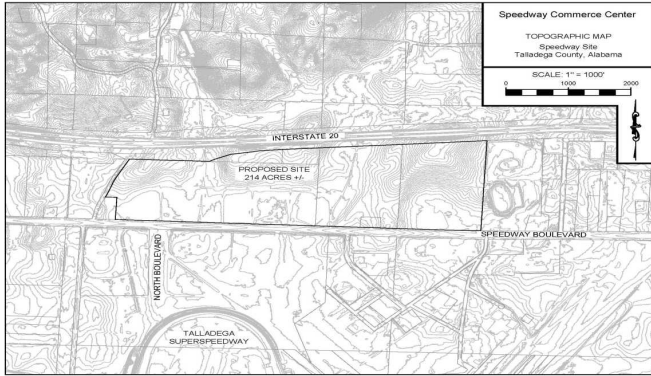 Speedway Commerce Center
TOPOGRAPHIC MAP
Speedway Site
Talladega County, Alabama
SCALE: 1" = 1000'
0 1000 2000
INTERSTATE 20
PROPOSED SITE
214 ACRES +/-
SPEEDWAY BOULEVARD
NORTH BOULEVARD
TALLADEGA
SUPERSPEEDWAY